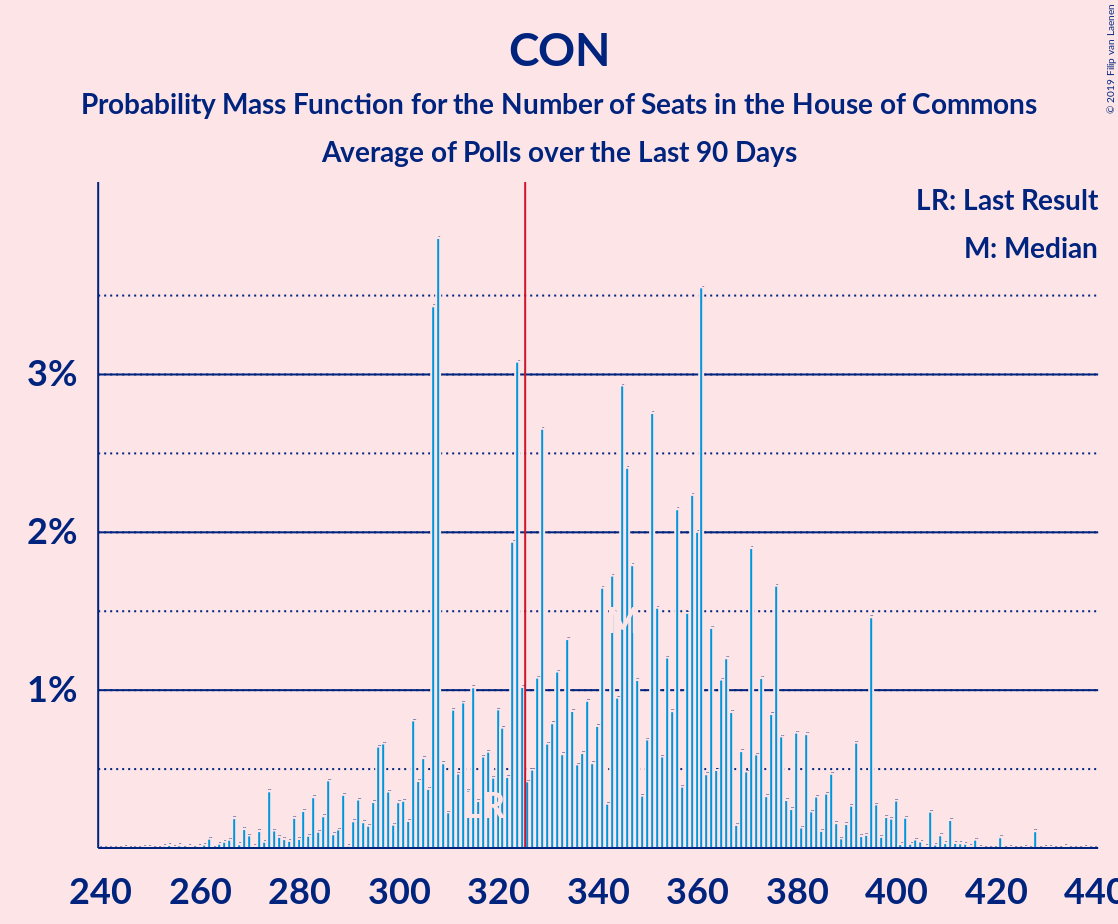 CON
Probability Mass Function for the Number of Seats in the House of Commons
Average of Polls over the Last 90 Days
© 2019 Filip van Laenen
LR: Last Result
M: Median
3%
2%
1%
M
LR
240 260 280 300 320 340 360 380 400 420 440